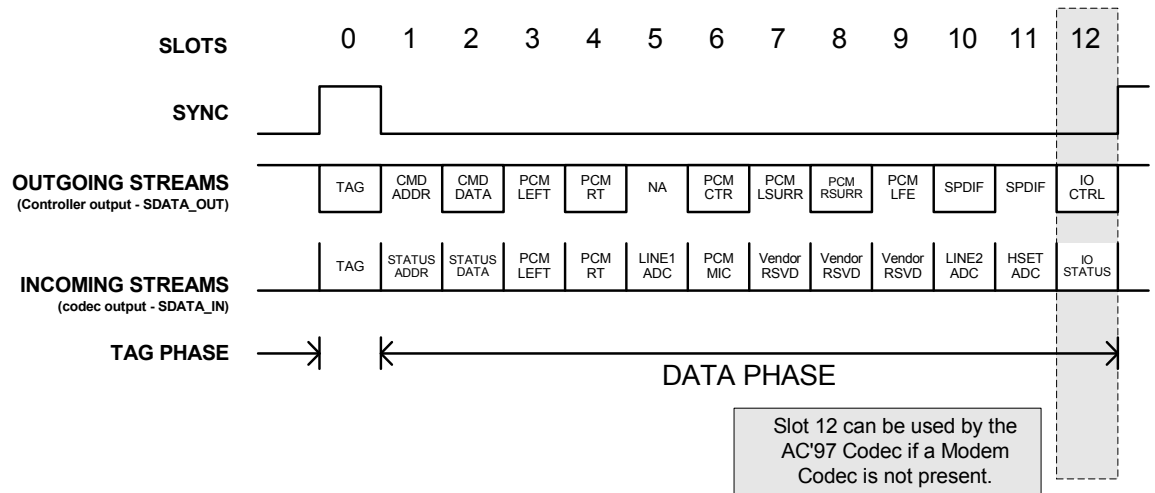 SLOTS 0 1 2 3 4 5 6 7 8 9 10 11 12
SYNC
OUTGOING STREAMS
(Controller output - SDATA_OUT)
TAG
CMD
ADDR
CMD
DATA
PCM
LEFT
PCM
RT
NA
PCM
CTR
PCM
LSURR
PCM
RSURR
PCM
LFE
SPDIF
SPDIF
IO
CTRL
INCOMING STREAMS
(codec output - SDATA_IN)
TAG
STATUS
ADDR
STATUS
DATA
PCM
LEFT
PCM
RT
LINE1
ADC
PCM
MIC
Vendor
RSVD
Vendor
RSVD
Vendor
RSVD
LINE2
ADC
HSET
ADC
IO
STATUS
TAG PHASE
DATA PHASE
Slot 12 can be used by the
AC'97 Codec if a Modem
Codec is not present.